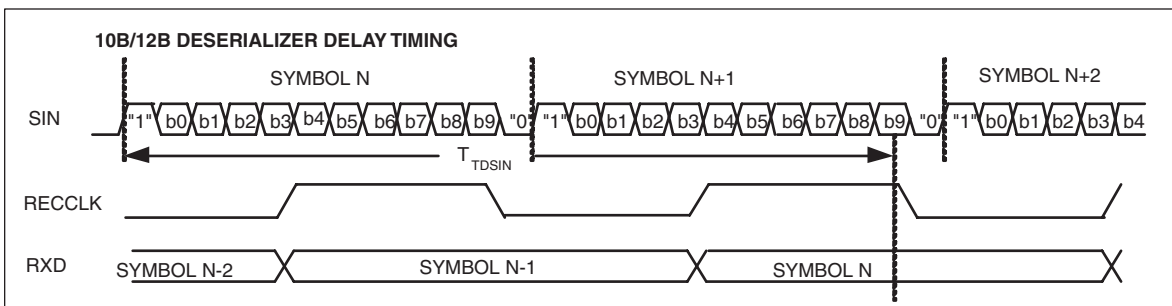 10B/12B DESERIALIZER DELAY TIMING
SYMBOL N SYMBOL N+1 SYMBOL N+2
SIN "1" b0 b1 b2 b3 b4 b5 b6 b7 b8 b9 "0" "1" b0 b1 b2 b3 b4 b5 b6 b7 b8 b9 "0" "1" b0 b1 b2 b3 b4
T TDSIN
RECCLK
RXD SYMBOL N-2 SYMBOL N-1 SYMBOL N